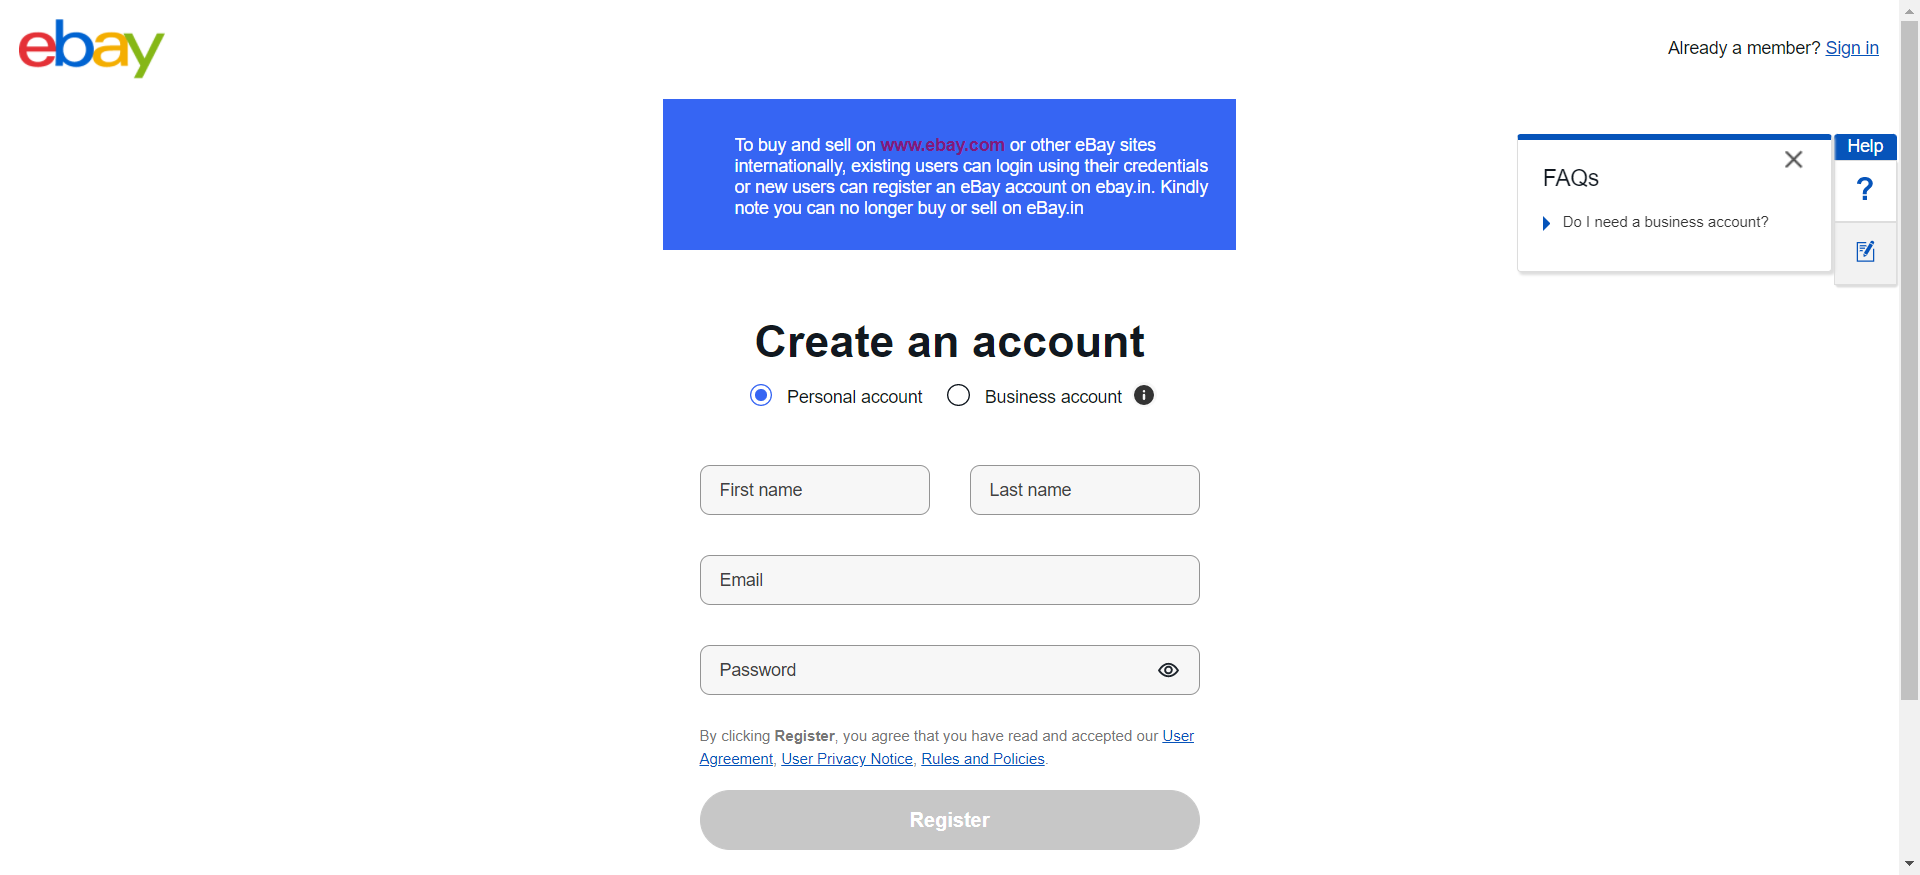 ebay
Already a member? Sign in
To buy and sell on www.ebay.com or other eBay sites
internationally, existing users can login using their credentials
or new users can register an eBay account on ebay.in. Kindly
note you can no longer buy or sell on eBay.in
Help
FAQs
?
Do I need a business account?
Create an account
Personal account Business account i
First name Last name
Email
Password
By clicking Register, you agree that you have read and accepted our User
Agreement, User Privacy Notice, Rules and Policies.
Register